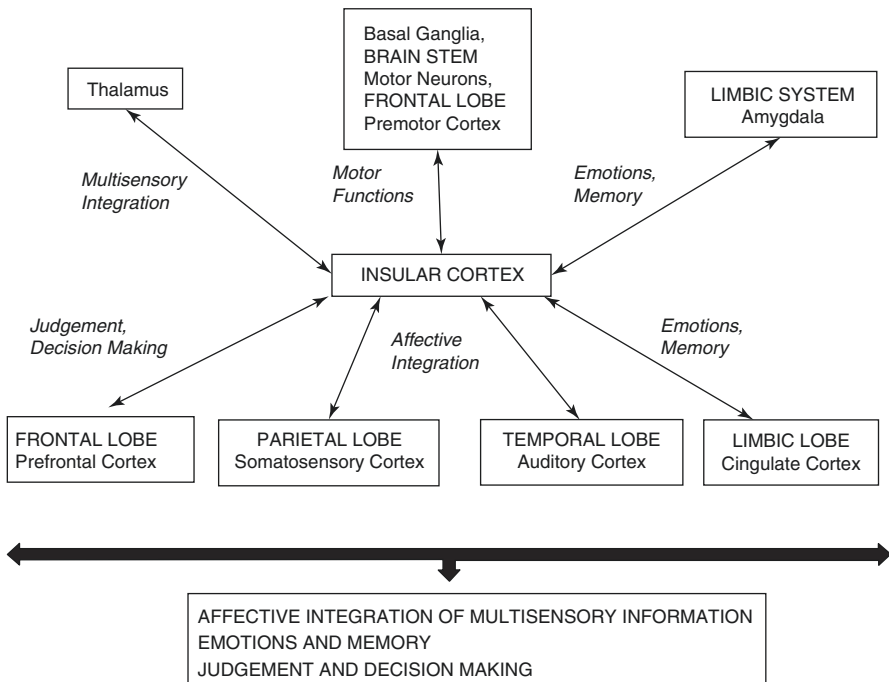 Basal Ganglia,
BRAIN STEM
Motor Neurons,
FRONTAL LOBE
Premotor Cortex
Thalamus
LIMBIC SYSTEM
Amygdala
Multisensory
Integration
Motor
Functions
Emotions,
Memory
INSULAR CORTEX
Judgement,
Decision Making
Affective
Integration
Emotions,
Memory
FRONTAL LOBE
Prefrontal Cortex
PARIETAL LOBE
Somatosensory Cortex
TEMPORAL LOBE
Auditory Cortex
LIMBIC LOBE
Cingulate Cortex
AFFECTIVE INTEGRATION OF MULTISENSORY INFORMATION
EMOTIONS AND MEMORY
JUDGEMENT AND DECISION MAKING